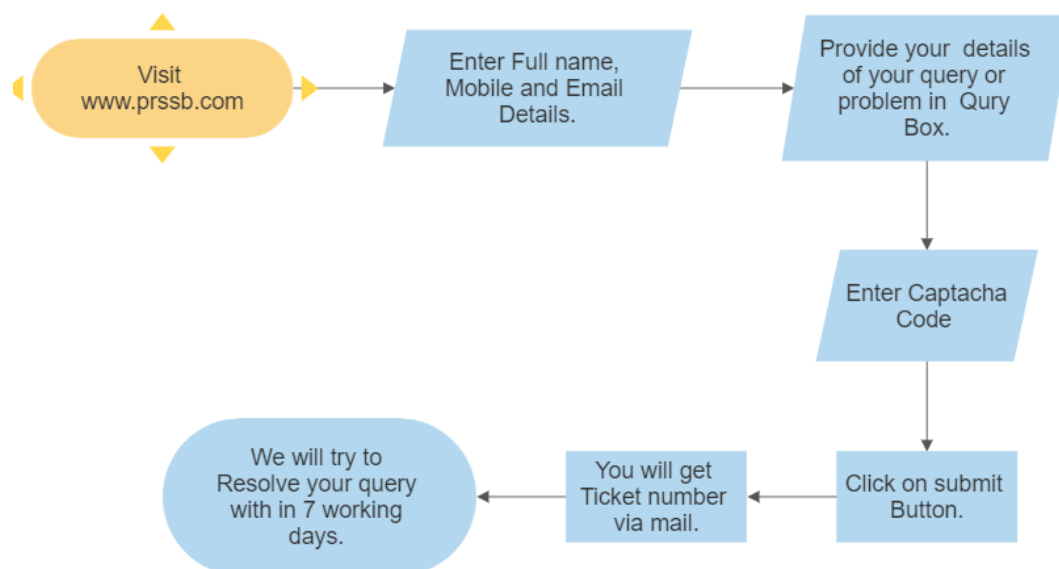 Visit
www.prssb.com
Enter Full name,
Mobile and Email
Details.
Provide your  details
of your query or
problem in  Qury
Box.
Enter Captacha
Code
Click on submit
Button.
You will get
Ticket number
via mail.
We will try to
Resolve your query
with in 7 working
days.